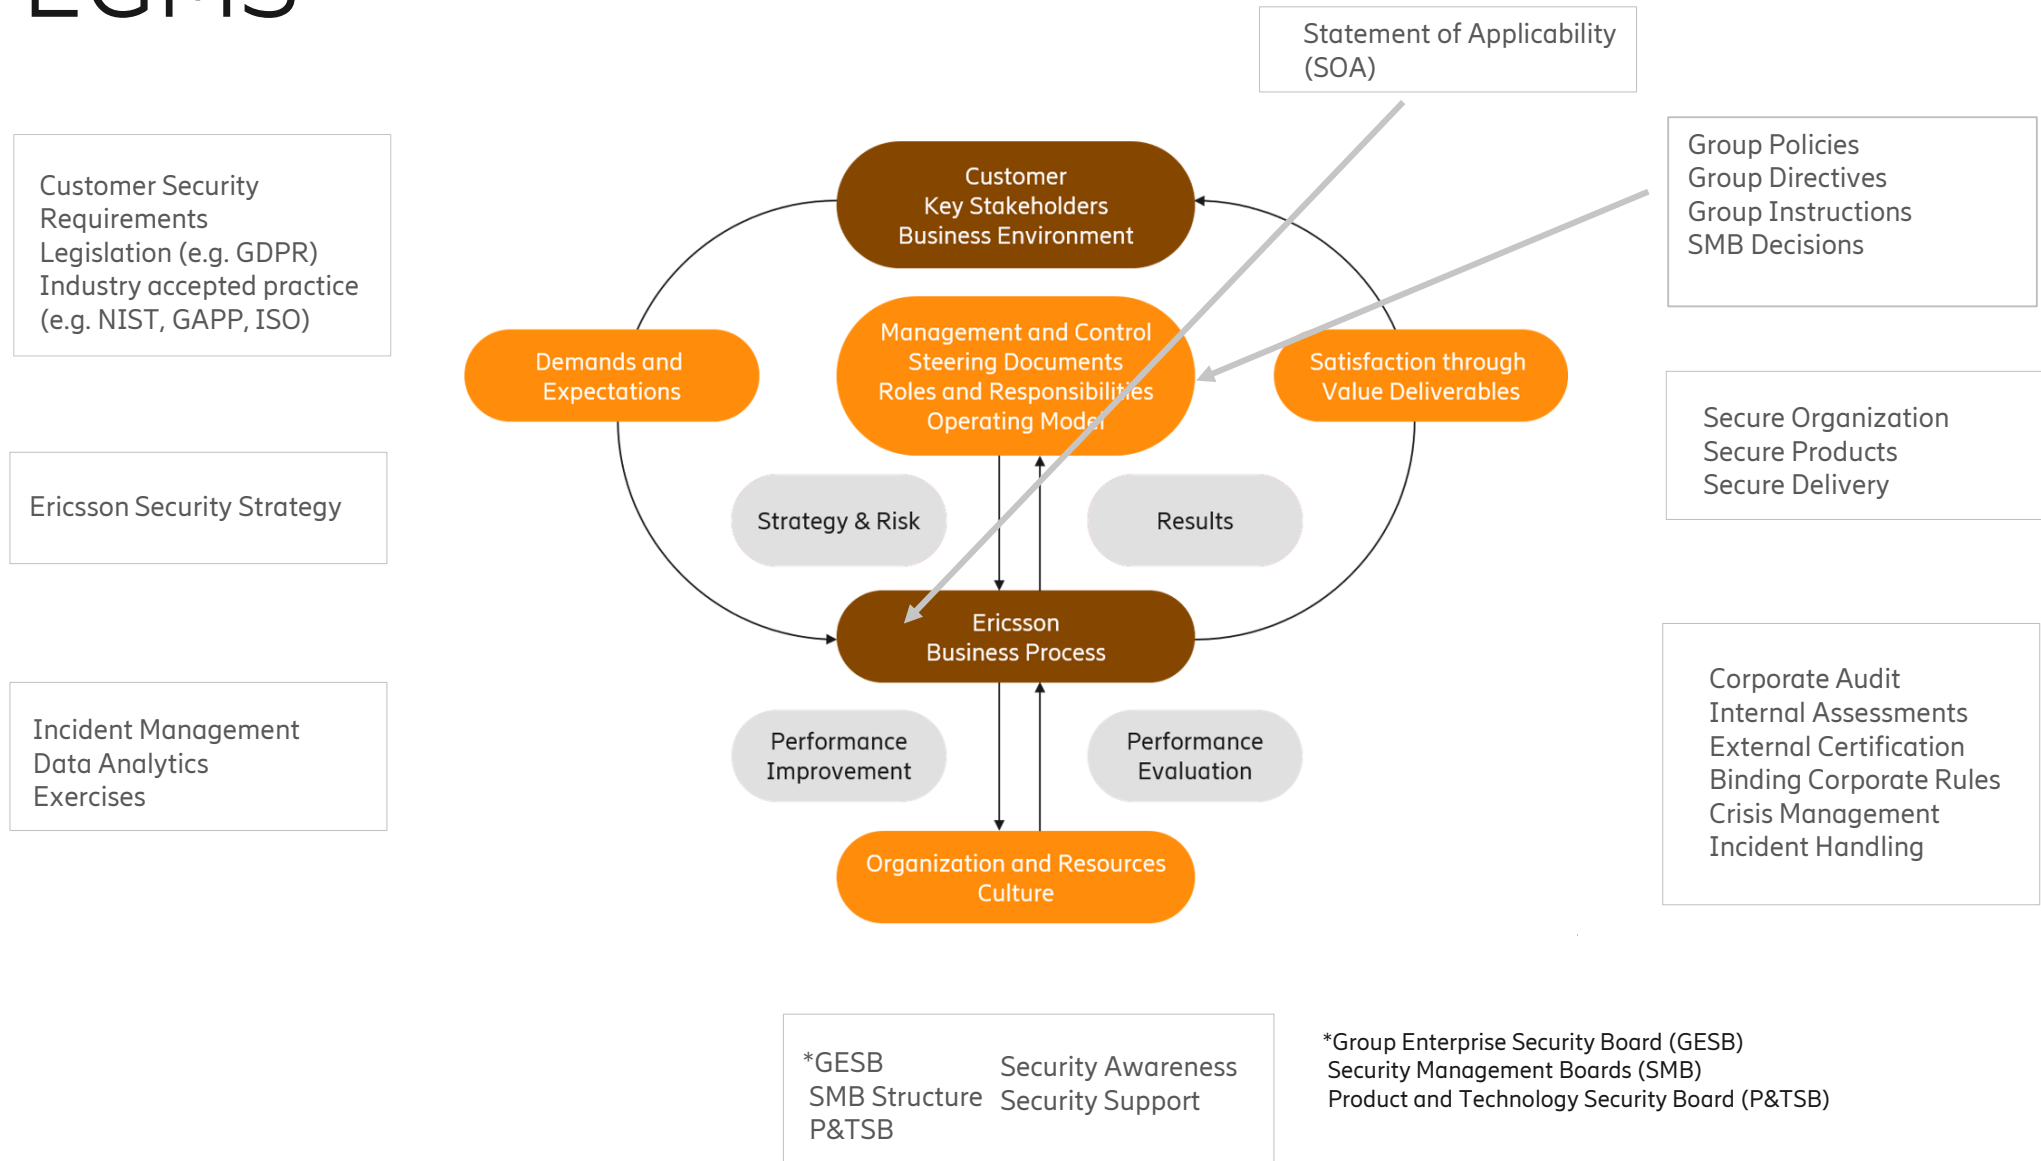 EGMS
Statement of Applicability
(SOA)
Customer Security
Requirements
Legislation (e.g. GDPR)
Industry accepted practice
(e.g. NIST, GAPP, ISO)
Group Policies
Group Directives
Group Instructions
SMB Decisions
Customer
Key Stakeholders
Business Environment
Management and Control
Steering Documents
Roles and Responsibilities
Operating Model
Demands and
Expectations
Satisfaction through
Value Deliverables
Secure Organization
Secure Products
Secure Delivery
Ericsson Security Strategy
Strategy & Risk
Results
Ericsson
Business Process
Incident Management
Data Analytics
Exercises
Performance
Improvement
Performance
Evaluation
Corporate Audit
Internal Assessments
External Certification
Binding Corporate Rules
Crisis Management
Incident Handling
Organization and Resources
Culture
*GESB
SMB Structure
P&TSB
Security Awareness
Security Support
*Group Enterprise Security Board (GESB)
Security Management Boards (SMB)
Product and Technology Security Board (P&TSB)